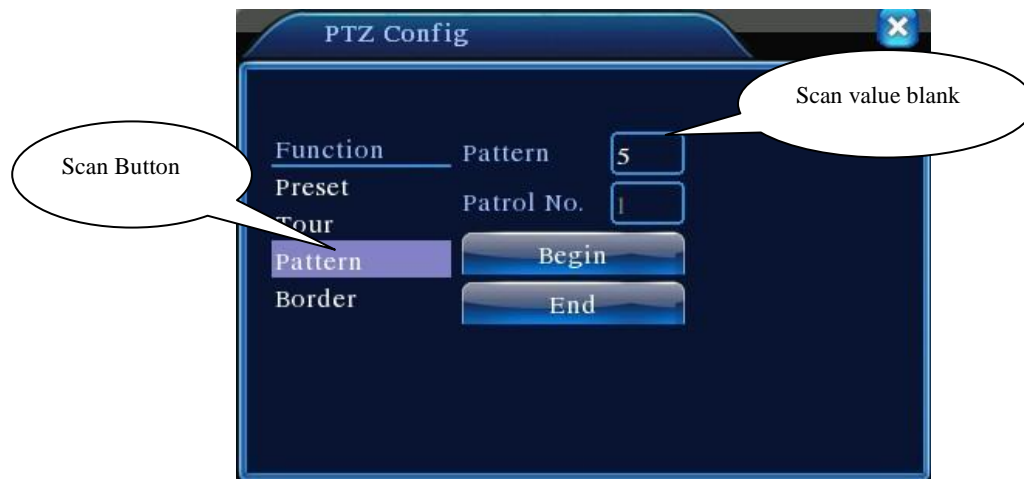 PTZ Config
Scan value blank
Scan Button
Function
Preset
Tour
Pattern
Border
Pattern 5
Patrol No. 1
Begin
End